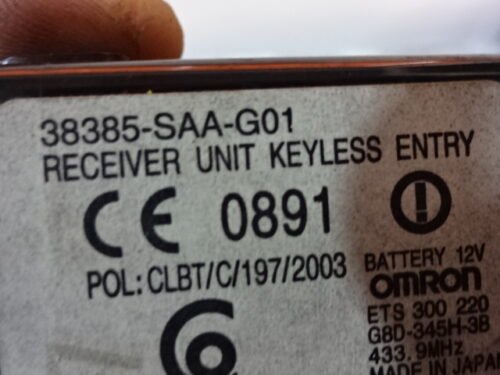 38385-SAA-G01
RECEIVER UNIT KEYLESS ENTRY
CE 0891
POL:CLBT/C/197/2003
BATTERY 12V
OMRON
ETS 300 220
G8D-345H-3B
433.9MHz
MADE IN JAPAN